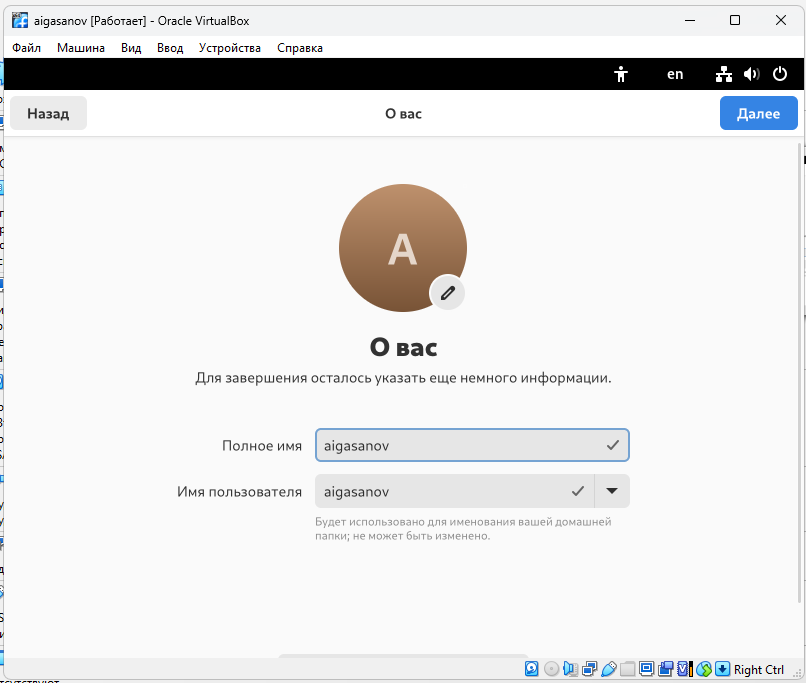 aigasanov [Работает] - Oracle VirtualBox
Файл Машина Вид Ввод Устройства Справка
en
Назад О вас Далее
A
О вас
Для завершения осталось указать еще немного информации.
Полное имя aigasanov
Имя пользователя aigasanov
Будет использовано для именования вашей домашней
папки; не может быть изменено.
Right Ctrl